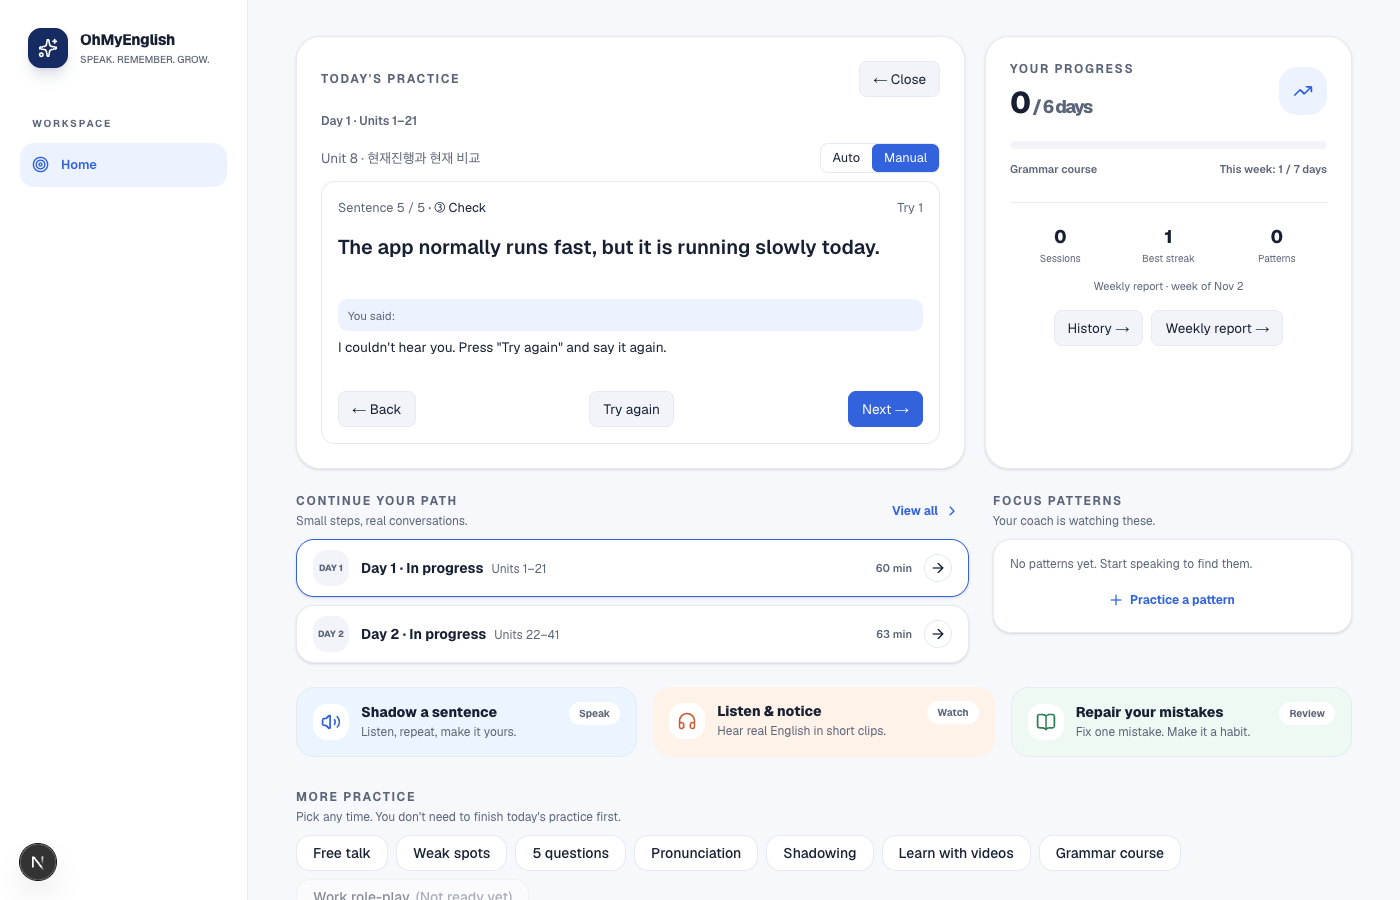 OhMyEnglish
SPEAK. REMEMBER. GROW.
WORKSPACE
Home
TODAY'S PRACTICE
← Close
Day 1 · Units 1–21
Unit 8 · 현재진행과 현재 비교
Auto
Manual
Sentence 5 / 5 · ③ Check
Try 1
The app normally runs fast, but it is running slowly today.
You said:
I couldn't hear you. Press "Try again" and say it again.
← Back
Try again
Next →
YOUR PROGRESS
0 / 6 days
Grammar course
This week: 1 / 7 days
0
Sessions
1
Best streak
0
Patterns
Weekly report · week of Nov 2
History →
Weekly report →
CONTINUE YOUR PATH
Small steps, real conversations.
View all
DAY 1
Day 1 · In progress Units 1–21
60 min
DAY 2
Day 2 · In progress Units 22–41
63 min
FOCUS PATTERNS
Your coach is watching these.
No patterns yet. Start speaking to find them.
Practice a pattern
Shadow a sentence
Listen, repeat, make it yours.
Speak
Listen & notice
Hear real English in short clips.
Watch
Repair your mistakes
Fix one mistake. Make it a habit.
Review
MORE PRACTICE
Pick any time. You don't need to finish today's practice first.
Free talk
Weak spots
5 questions
Pronunciation
Shadowing
Learn with videos
Grammar course
Work role-play (Not ready yet)
N